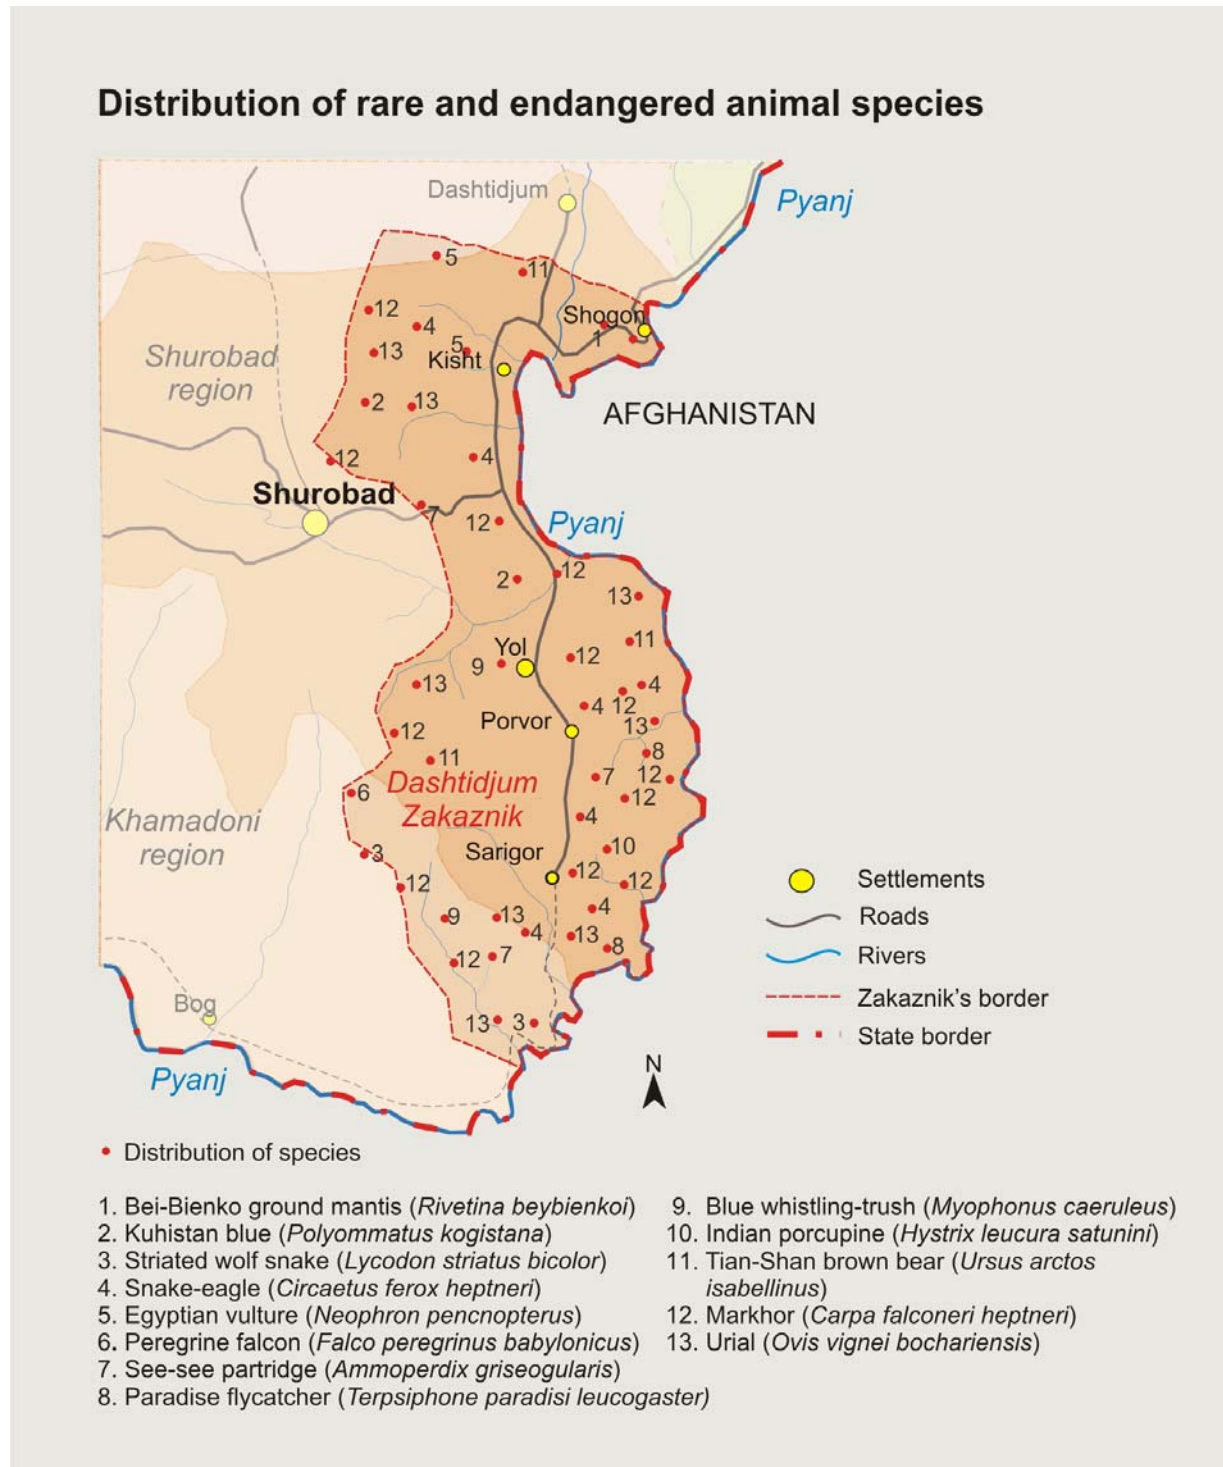 Distribution of rare and endangered animal species
Dashtidjum
Pyanj
5
11
12
4
Shogon
1
13
5
Kisht
Shurobad
region
2
13
AFGHANISTAN
12
4
Shurobad
7
12
Pyanj
2
12
13
11
Yol
12
9
13
4
4
12
Porvor
13
12
8
11
7
12
Dashtidjum
Zakaznik
6
12
4
Khamadoni
region
10
Sarigor
3
12
12
12
Settlements
9
13
4
Roads
4
13
8
12
7
Rivers
Zakaznik's border
Bog
13
3
State border
N
Pyanj
Distribution of species
1. Bei-Bienko ground mantis (Rivetina beybienkoi)
2. Kuhistan blue (Polyommatus kogistana)
3. Striated wolf snake (Lycodon striatus bicolor)
4. Snake-eagle (Circaetus ferox heptneri)
5. Egyptian vulture (Neophron pencnopterus)
6. Peregrine falcon (Falco peregrinus babylonicus)
7. See-see partridge (Ammoperdix griseogularis)
8. Paradise flycatcher (Terpsiphone paradisi leucogaster)
9. Blue whistling-trush (Myophonus caeruleus)
10. Indian porcupine (Hystrix leucura satunini)
11. Tian-Shan brown bear (Ursus arctos
isabellinus)
12. Markhor (Carpa falconeri heptneri)
13. Urial (Ovis vignei bochariensis)